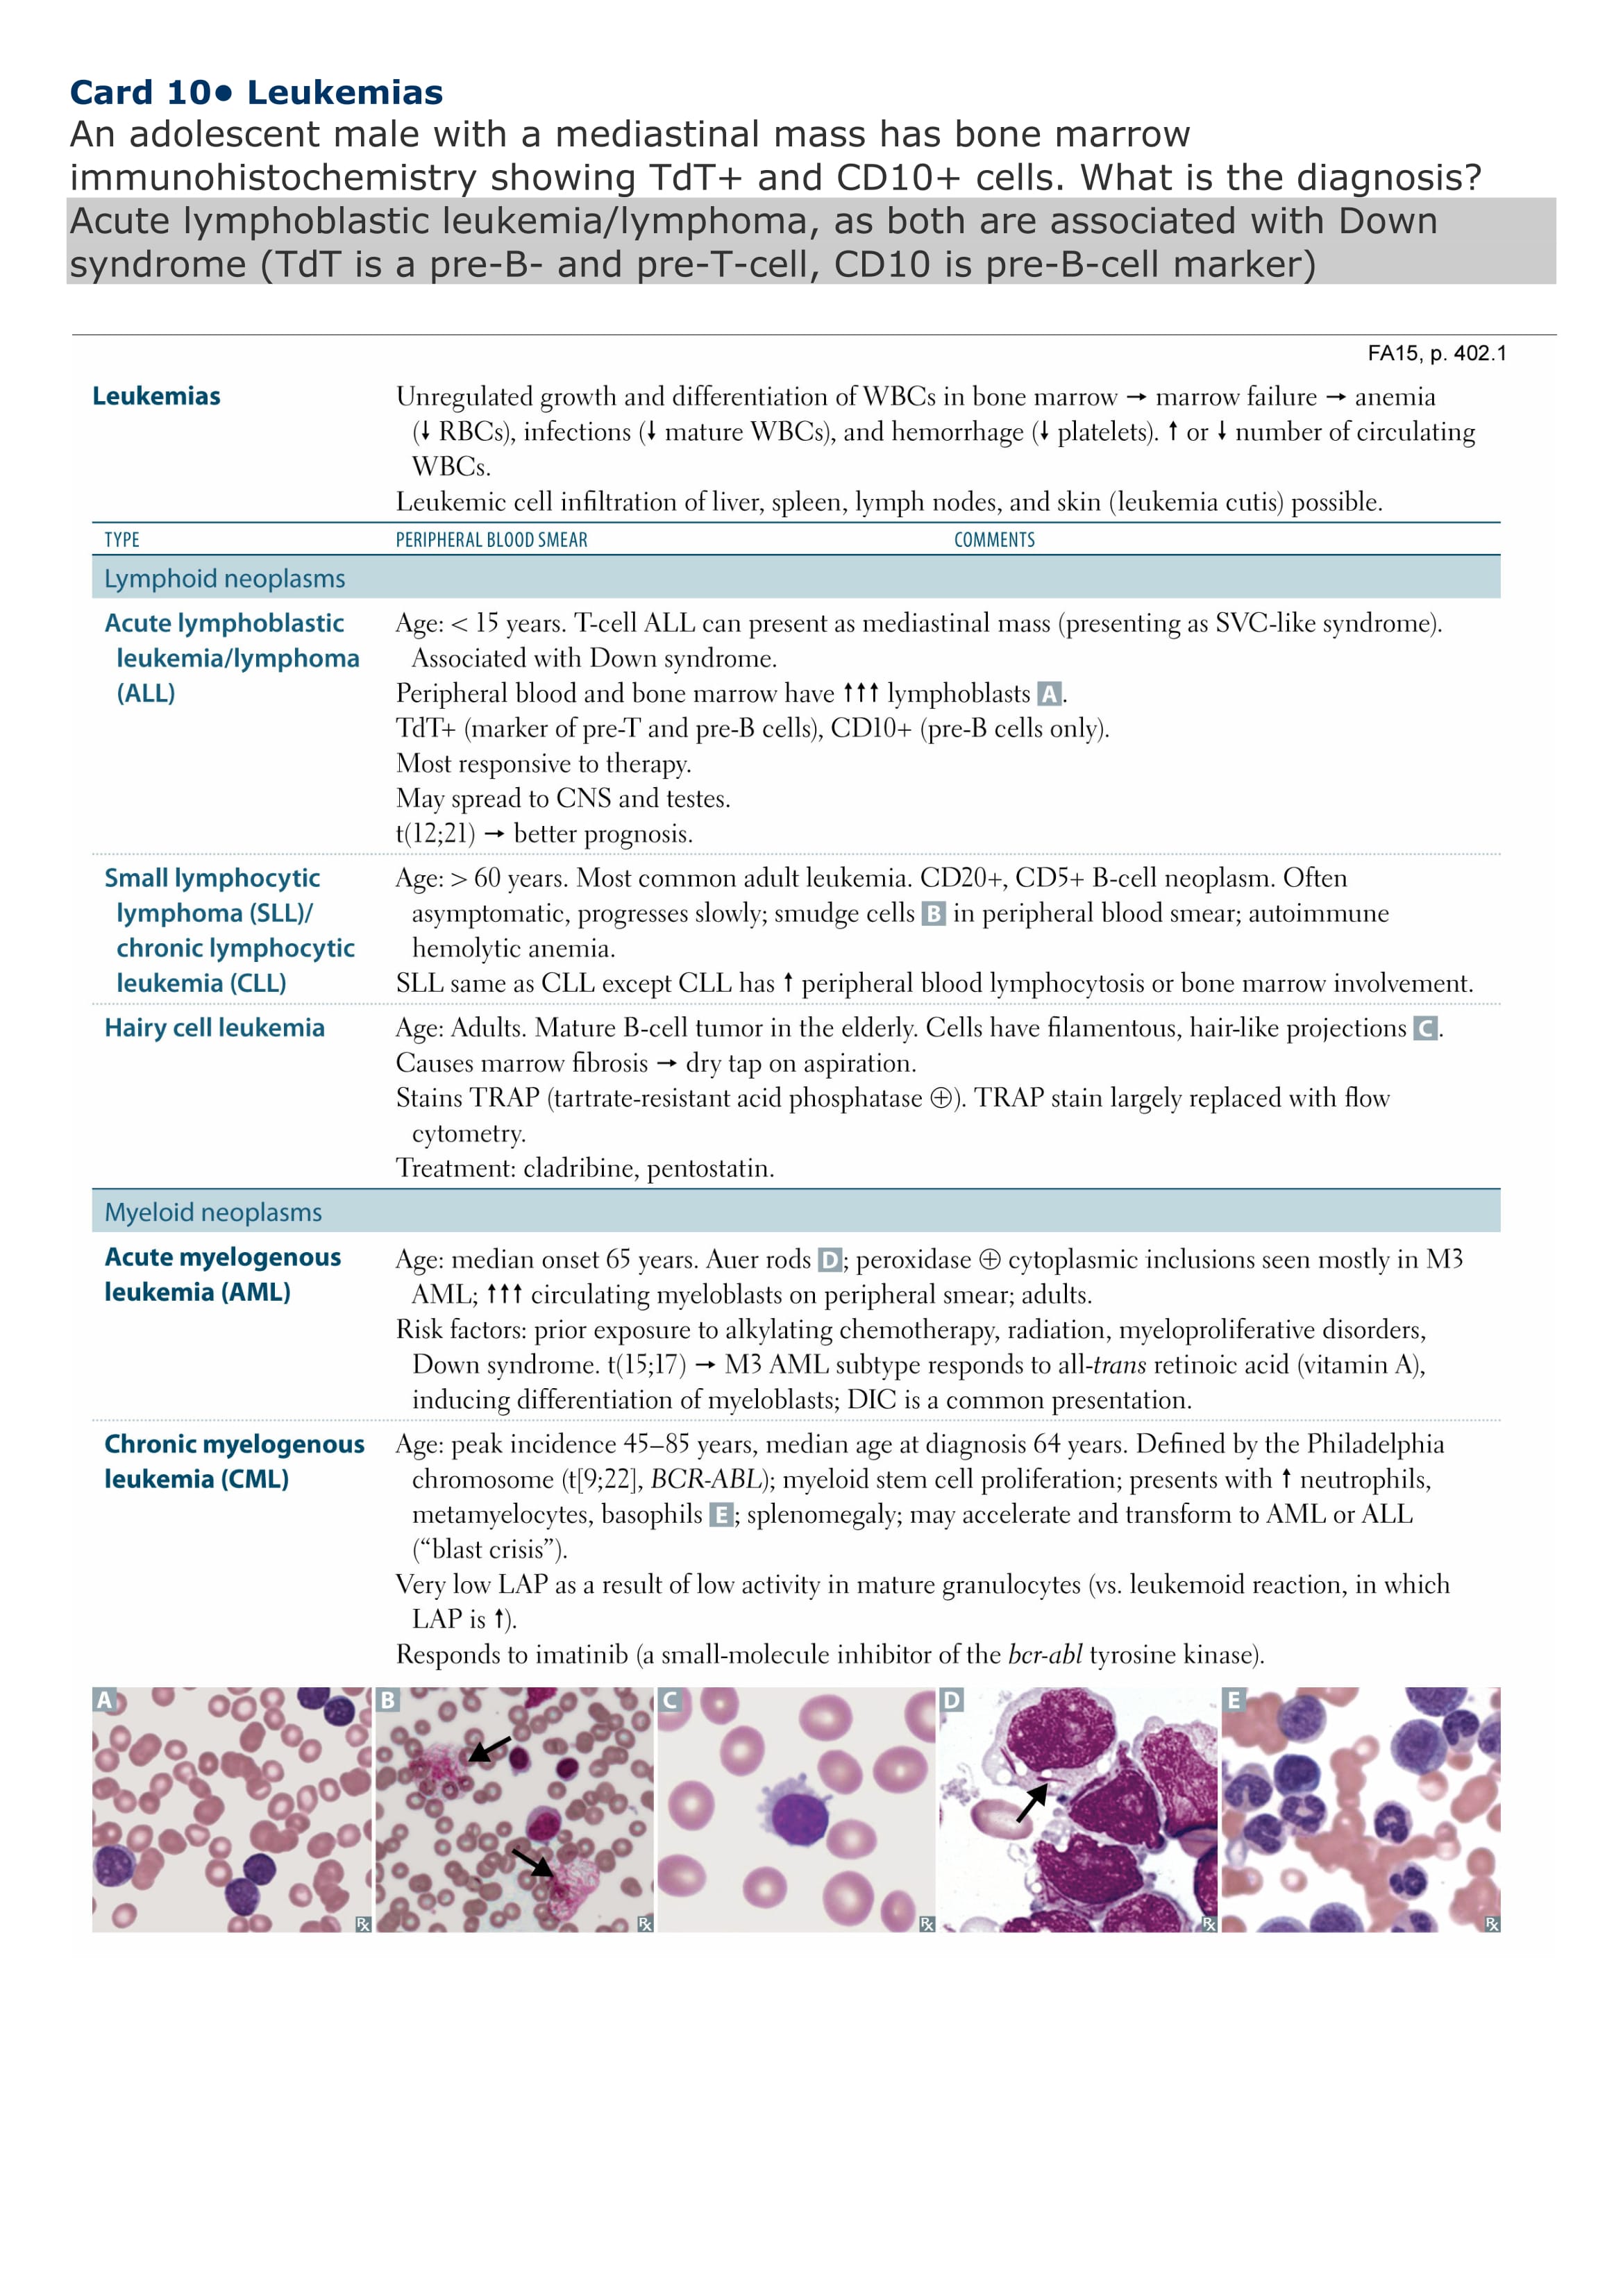 Card 10● Leukemias
An adolescent male with a mediastinal mass has bone marrow
immunohistochemistry showing TdT+ and CD10+ cells. What is the diagnosis?
Acute lymphoblastic leukemia/lymphoma, as both are associated with Down
syndrome (TdT is a pre-B- and pre-T-cell, CD10 is pre-B-cell marker)
FA15, p. 402.1
Leukemias
Unregulated growth and differentiation of WBCs in bone marrow → marrow failure → anemia
(↓ RBCs), infections (↓ mature WBCs), and hemorrhage (↓ platelets). ↑ or ↓ number of circulating
WBCs.
Leukemic cell infiltration of liver, spleen, lymph nodes, and skin (leukemia cutis) possible.
TYPE PERIPHERAL BLOOD SMEAR COMMENTS
Lymphoid neoplasms
Acute lymphoblastic
leukemia/lymphoma
(ALL)
Age: < 15 years. T-cell ALL can present as mediastinal mass (presenting as SVC-like syndrome).
Associated with Down syndrome.
Peripheral blood and bone marrow have ↑↑↑ lymphoblasts A.
TdT+ (marker of pre-T and pre-B cells), CD10+ (pre-B cells only).
Most responsive to therapy.
May spread to CNS and testes.
t(12;21) → better prognosis.
Small lymphocytic
lymphoma (SLL)/
chronic lymphocytic
leukemia (CLL)
Age: > 60 years. Most common adult leukemia. CD20+, CD5+ B-cell neoplasm. Often
asymptomatic, progresses slowly; smudge cells B in peripheral blood smear; autoimmune
hemolytic anemia.
SLL same as CLL except CLL has ↑ peripheral blood lymphocytosis or bone marrow involvement.
Hairy cell leukemia
Age: Adults. Mature B-cell tumor in the elderly. Cells have filamentous, hair-like projections C.
Causes marrow fibrosis → dry tap on aspiration.
Stains TRAP (tartrate-resistant acid phosphatase ⊕). TRAP stain largely replaced with flow
cytometry.
Treatment: cladribine, pentostatin.
Myeloid neoplasms
Acute myelogenous
leukemia (AML)
Age: median onset 65 years. Auer rods D; peroxidase ⊕ cytoplasmic inclusions seen mostly in M3
AML; ↑↑↑ circulating myeloblasts on peripheral smear; adults.
Risk factors: prior exposure to alkylating chemotherapy, radiation, myeloproliferative disorders,
Down syndrome. t(15;17) → M3 AML subtype responds to all-trans retinoic acid (vitamin A),
inducing differentiation of myeloblasts; DIC is a common presentation.
Chronic myelogenous
leukemia (CML)
Age: peak incidence 45–85 years, median age at diagnosis 64 years. Defined by the Philadelphia
chromosome (t[9;22], BCR-ABL); myeloid stem cell proliferation; presents with ↑ neutrophils,
metamyelocytes, basophils E; splenomegaly; may accelerate and transform to AML or ALL
(“blast crisis”).
Very low LAP as a result of low activity in mature granulocytes (vs. leukemoid reaction, in which
LAP is ↑).
Responds to imatinib (a small-molecule inhibitor of the bcr-abl tyrosine kinase).
A B C D E
℞ ℞ ℞ ℞ ℞